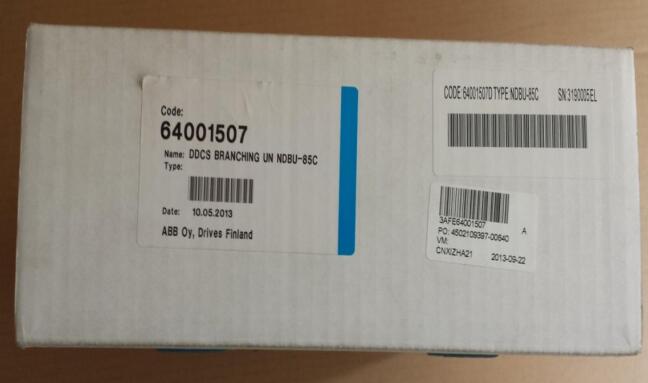 Code:
64001507
Name: DDCS BRANCHING UN NDBU-85C
Type:
Date: 10.05.2013
ABB Oy, Drives Finland
CODE:64001507D TYPE:NDBU-85C SN:3190005EL
3AFE64001507 A
PO: 4502109397-00640
VM:
CNXIZHA21 2013-09-22